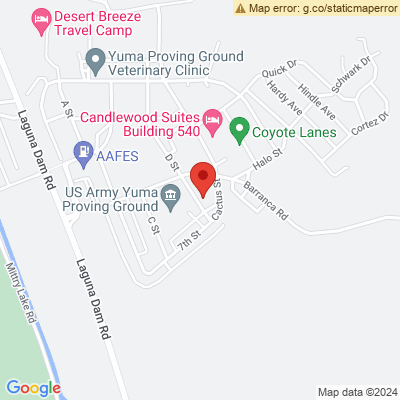 Map error: g.co/staticmaperror
Desert Breeze
Travel Camp
Yuma Proving Ground
Veterinary Clinic
Quick Dr
Schwark Dr
Hindle Ave
Hardy Ave
Cortez Dt
A St
Laguna Dam Rd
Candlewood Suites
Building 540
Coyote Lanes
AAFES
D St
Halo St
US Army Yuma
Proving Ground
Cactus St
Barranca Rd
C St
7th St
Laguna Dam Rd
Mittry Lake Rd
Google
Map data ©2024